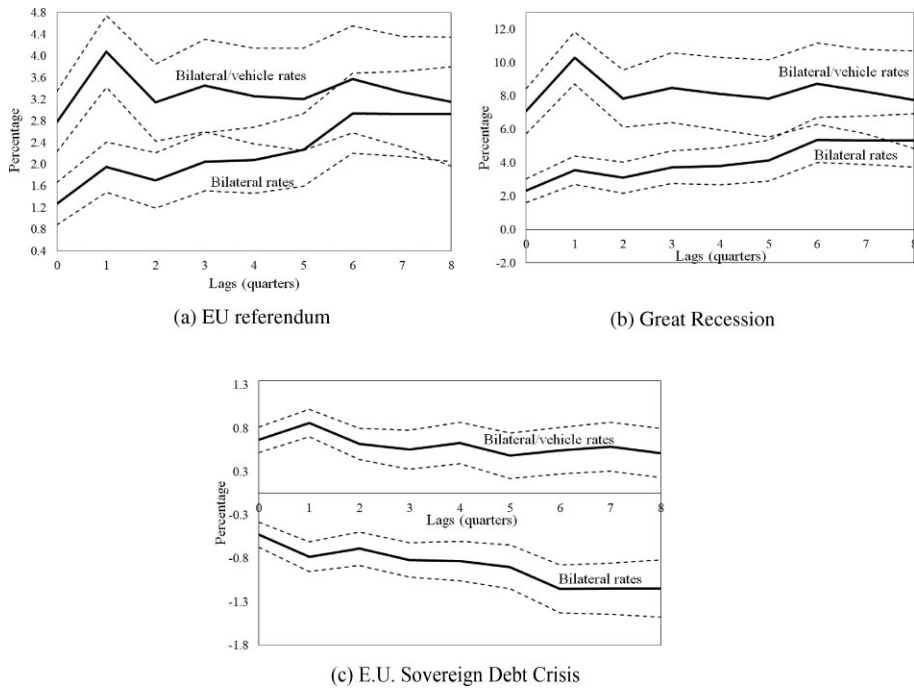 4.8
4.4
4.0
3.6
3.2
2.8
2.4
2.0
1.6
1.2
.8
0.4
Percentage
Bilateral/vehicle rates
Bilateral rates
0 1 2 3 4 5 6 7 8
Lags (quarters)
(a) EU referendum
12.0
10.0
8.0
6.0
4.0
2.0
0.0
-2.0
Percentage
Bilateral/vehicle rates
Bilateral rates
0 1 2 3 4 5 6 7 8
Lags (quarters)
(b) Great Recession
1.3
0.8
0.3
-0.3
-0.8
-1.3
-1.8
Percentage
Bilateral/vehicle rates
0 1 2 3 4 5 6 7 8
Lags (quarters)
Bilateral rates
(c) E.U. Sovereign Debt Crisis